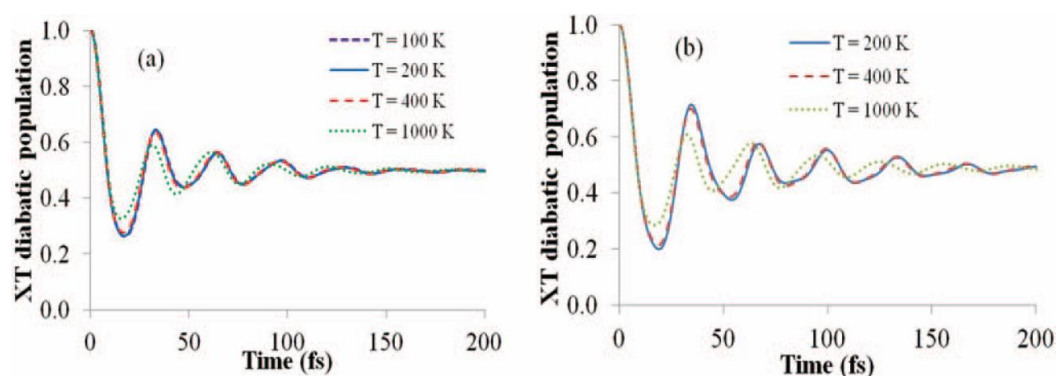 (a)
XT diabatic population
1.0
0.8
0.6
0.4
0.2
0.0
T = 100 K
T = 200 K
T = 400 K
T = 1000 K
0 50 100 150 200
Time (fs)
(b)
XT diabatic population
1.0
0.8
0.6
0.4
0.2
0.0
T = 200 K
T = 400 K
T = 1000 K
0 50 100 150 200
Time (fs)